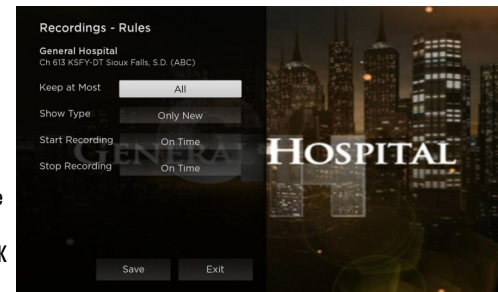 Recordings - Rules
General Hospital
Ch 613 KSFY-DT Sioux Falls, S.D. (ABC)
Keep at Most All
Show Type Only New
Start Recording On Time
Stop Recording On Time
GENERAL HOSPITAL
Save Exit
e
K